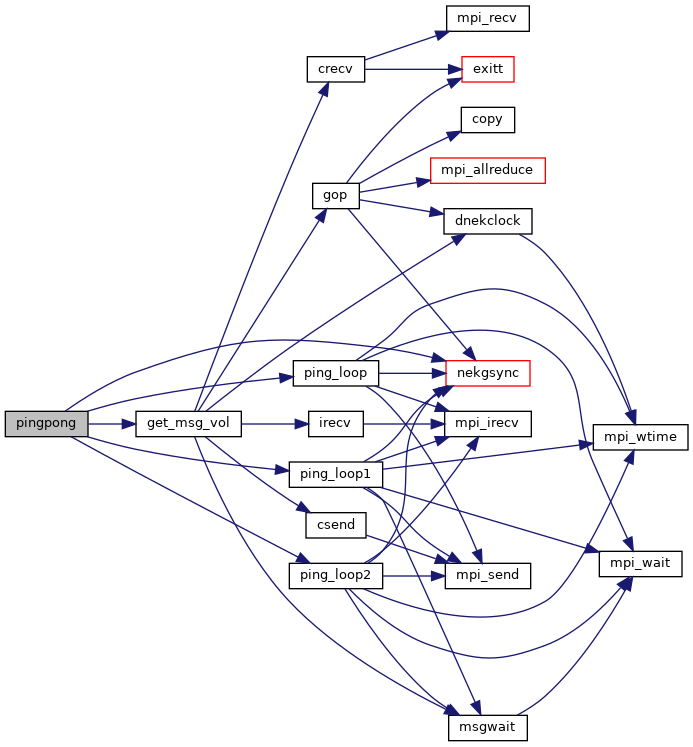 mpi_recv
crecv
exitt
copy
mpi_allreduce
gop
dnekclock
ping_loop
nekgsync
pingpong
get_msg_vol
irecv
mpi_irecv
mpi_wtime
ping_loop1
csend
mpi_wait
ping_loop2
mpi_send
msgwait